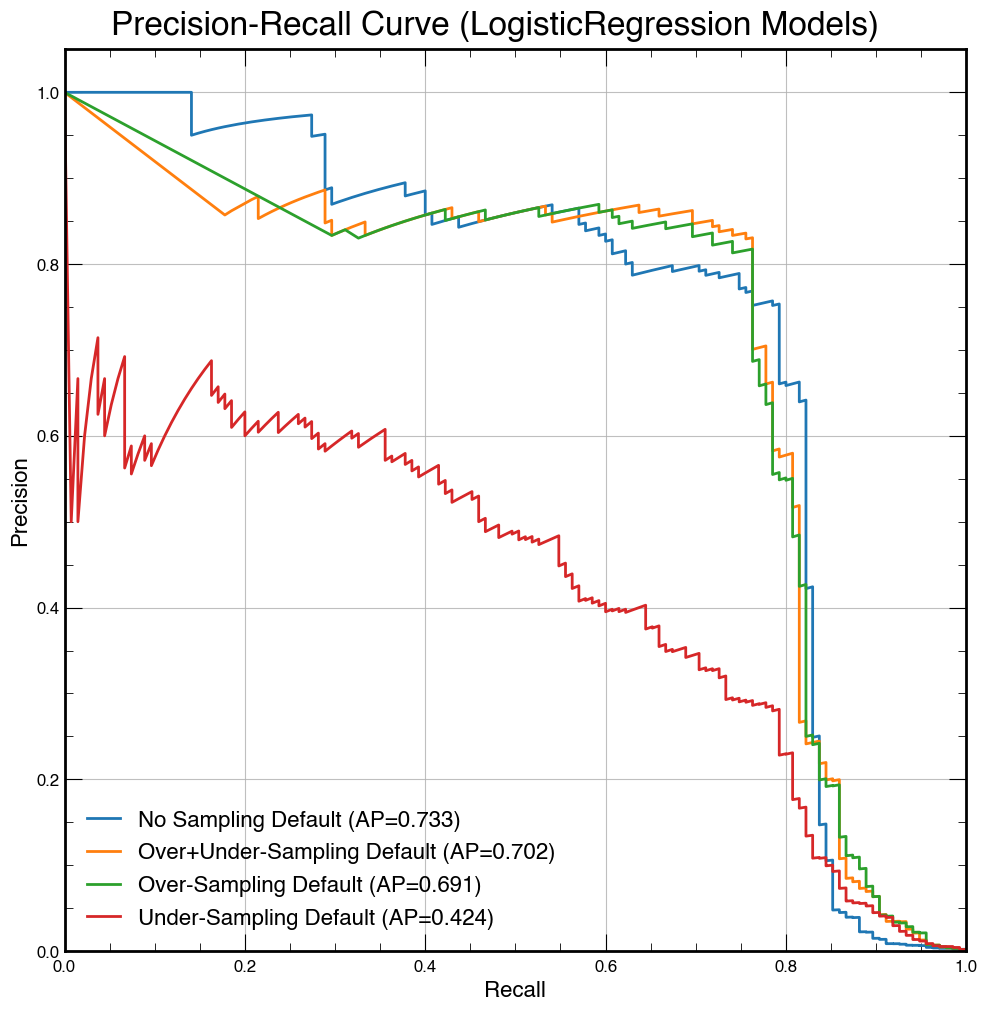 Precision-Recall Curve (LogisticRegression Models)
1.0
0.8
0.6
0.4
0.2
0.0
Precision
No Sampling Default (AP=0.733)
Over+Under-Sampling Default (AP=0.702)
Over-Sampling Default (AP=0.691)
Under-Sampling Default (AP=0.424)
0.0 0.2 0.4 0.6 0.8 1.0
Recall